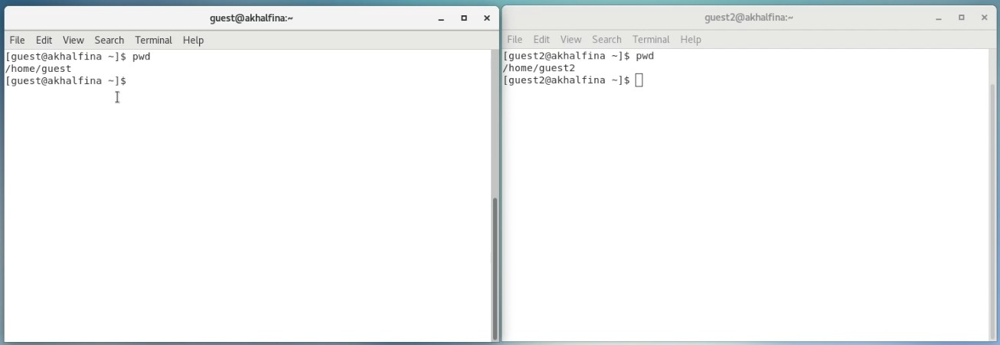 guest@akhalfina:~
File Edit View Search Terminal Help
[guest@akhalfina ~]$ pwd
/home/guest
[guest@akhalfina ~]$
guest2@akhalfina:~
File Edit View Search Terminal Help
[guest2@akhalfina ~]$ pwd
/home/guest2
[guest2@akhalfina ~]$